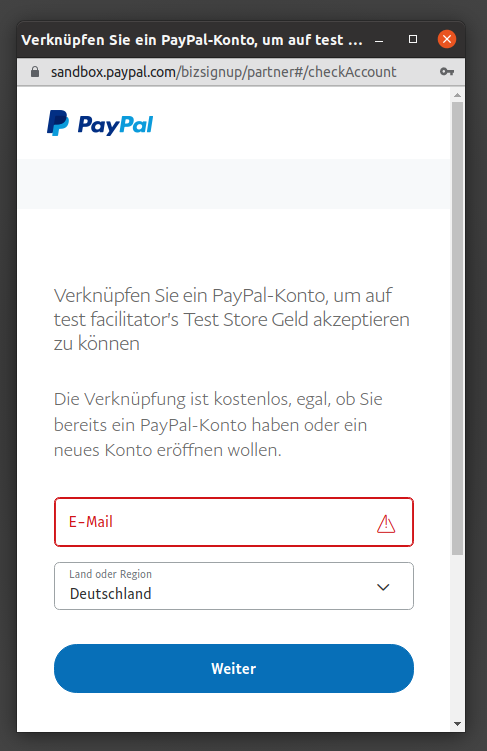 Verknüpfen Sie ein PayPal-Konto, um auf test ...
sandbox.paypal.com/bizsignup/partner#/checkAccount
PayPal
Verknüpfen Sie ein PayPal-Konto, um auf
test facilitator's Test Store Geld akzeptieren
zu können
Die Verknüpfung ist kostenlos, egal, ob Sie
bereits ein PayPal-Konto haben oder ein
neues Konto eröffnen wollen.
E-Mail
Land oder Region
Deutschland
Weiter